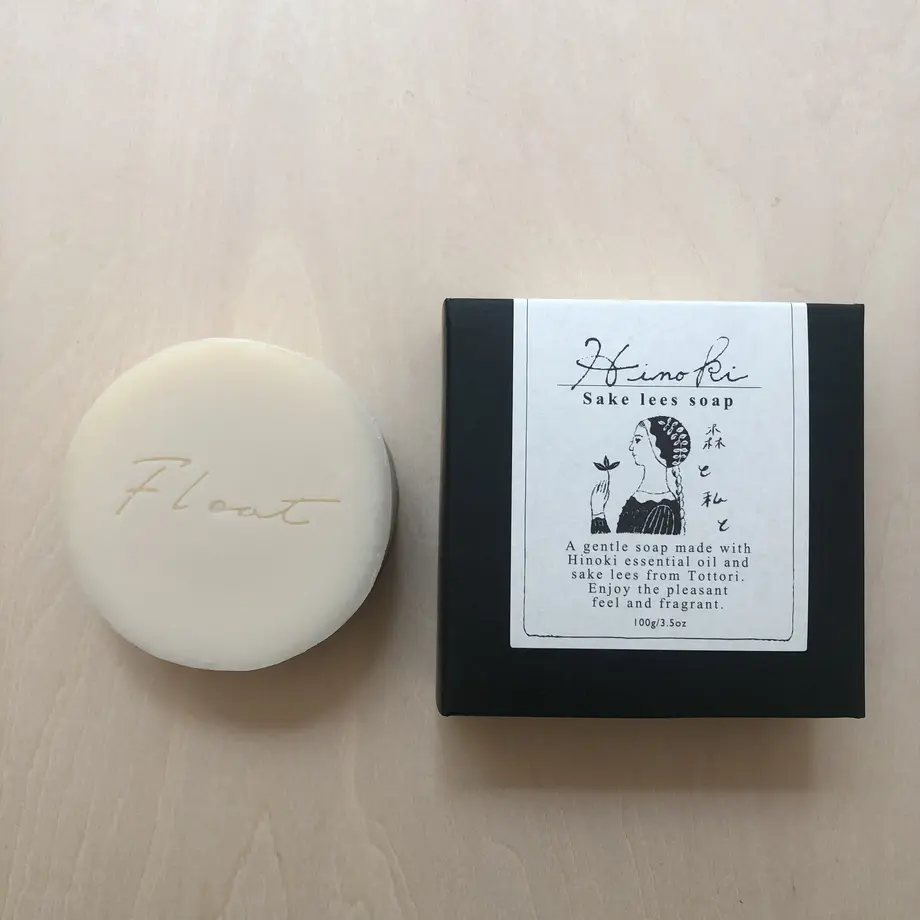 Float
Hinoki
Sake lees soap
森と私と
A gentle soap made with
Hinoki essential oil and
sake lees from Tottori.
Enjoy the pleasant
feel and fragrant.
100g/3.5oz